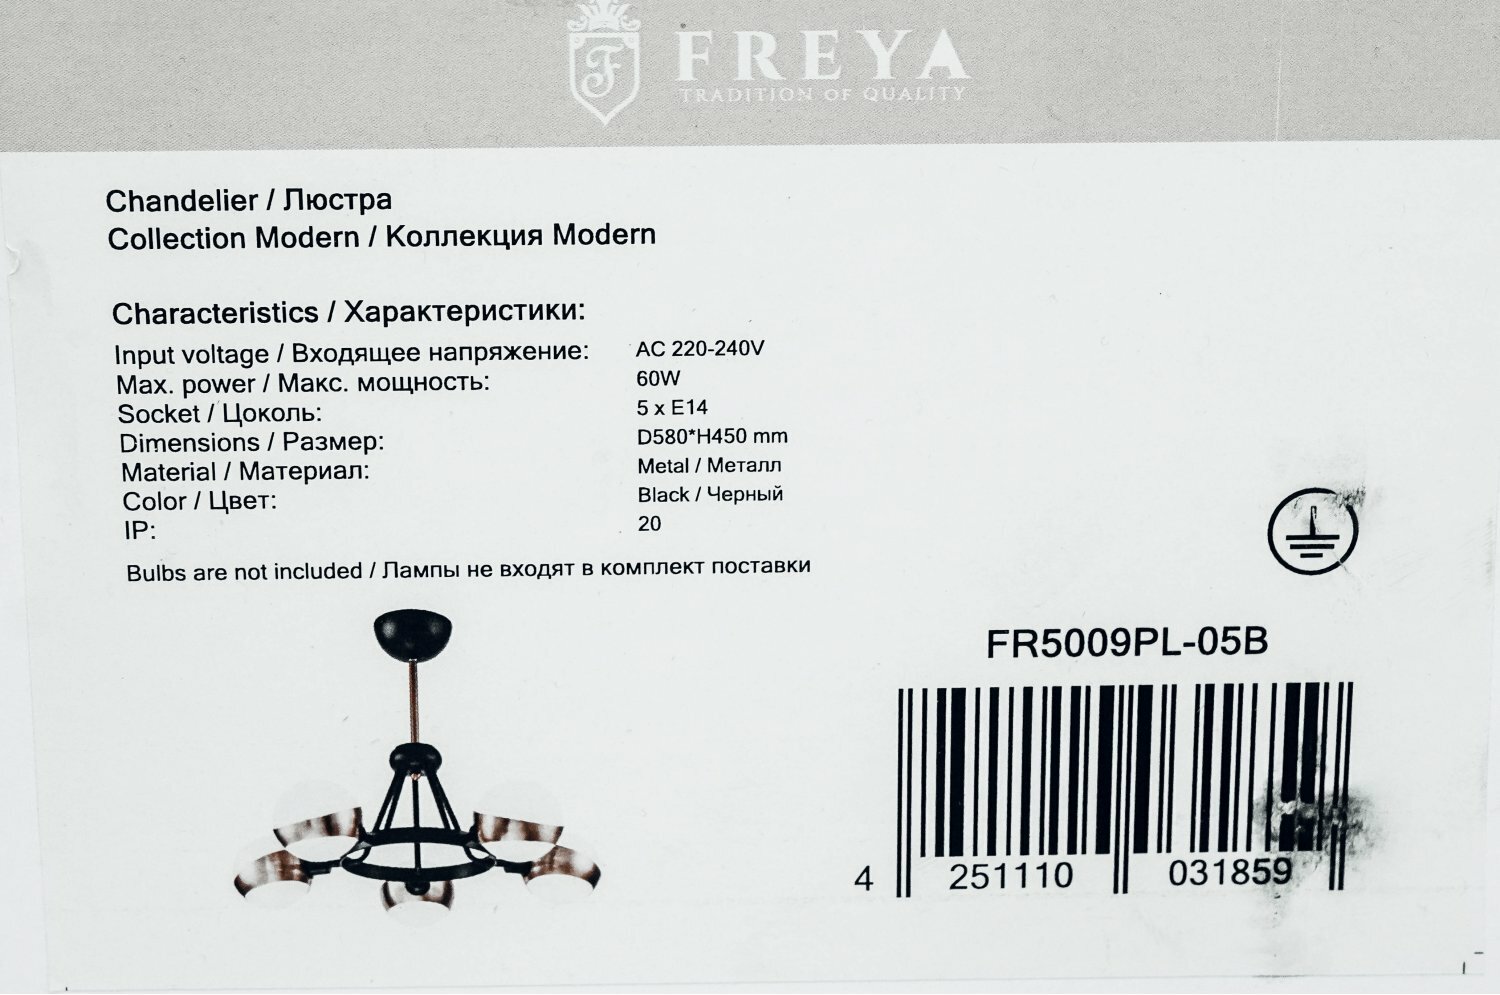 F FREYA
TRADITION OF QUALITY
Chandelier / Люстра
Collection Modern / Коллекция Modern
Characteristics / Характеристики:
Input voltage / Входящее напряжение: AC 220-240V
Max. power / Макс. мощность: 60W
Socket / Цоколь: 5 x E14
Dimensions / Размер: D580*H450 mm
Material / Материал: Metal / Металл
Color / Цвет: Black / Черный
IP: 20
Bulbs are not included / Лампы не входят в комплект поставки
FR5009PL-05B
4 251110 031859